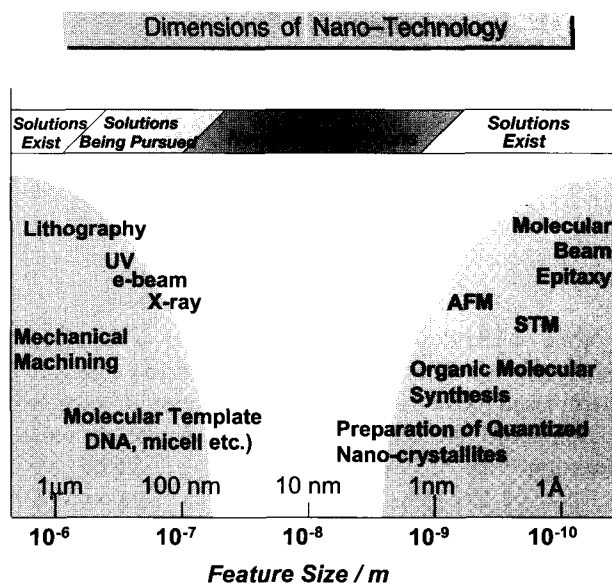 Dimensions of Nano–Technology
Solutions Exist
Solutions Being Pursued
Solutions Exist
Lithography
UV
e-beam
X-ray
Mechanical
Machining
Molecular Template
DNA, micell etc.)
Molecular
Beam
Epitaxy
AFM
STM
Organic Molecular
Synthesis
Preparation of Quantized
Nano-crystallites
1μm 100 nm 10 nm 1nm 1Å
10-6 10-7 10-8 10-9 10-10
Feature Size / m